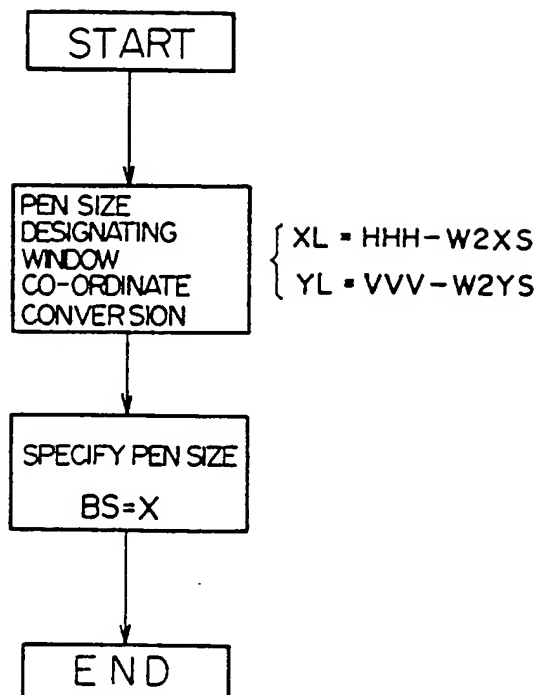 START
PEN SIZE
DESIGNATING
WINDOW
CO-ORDINATE
CONVERSION
XL = HHH-W2XS
YL = VVV-W2YS
SPECIFY PEN SIZE
BS=X
END